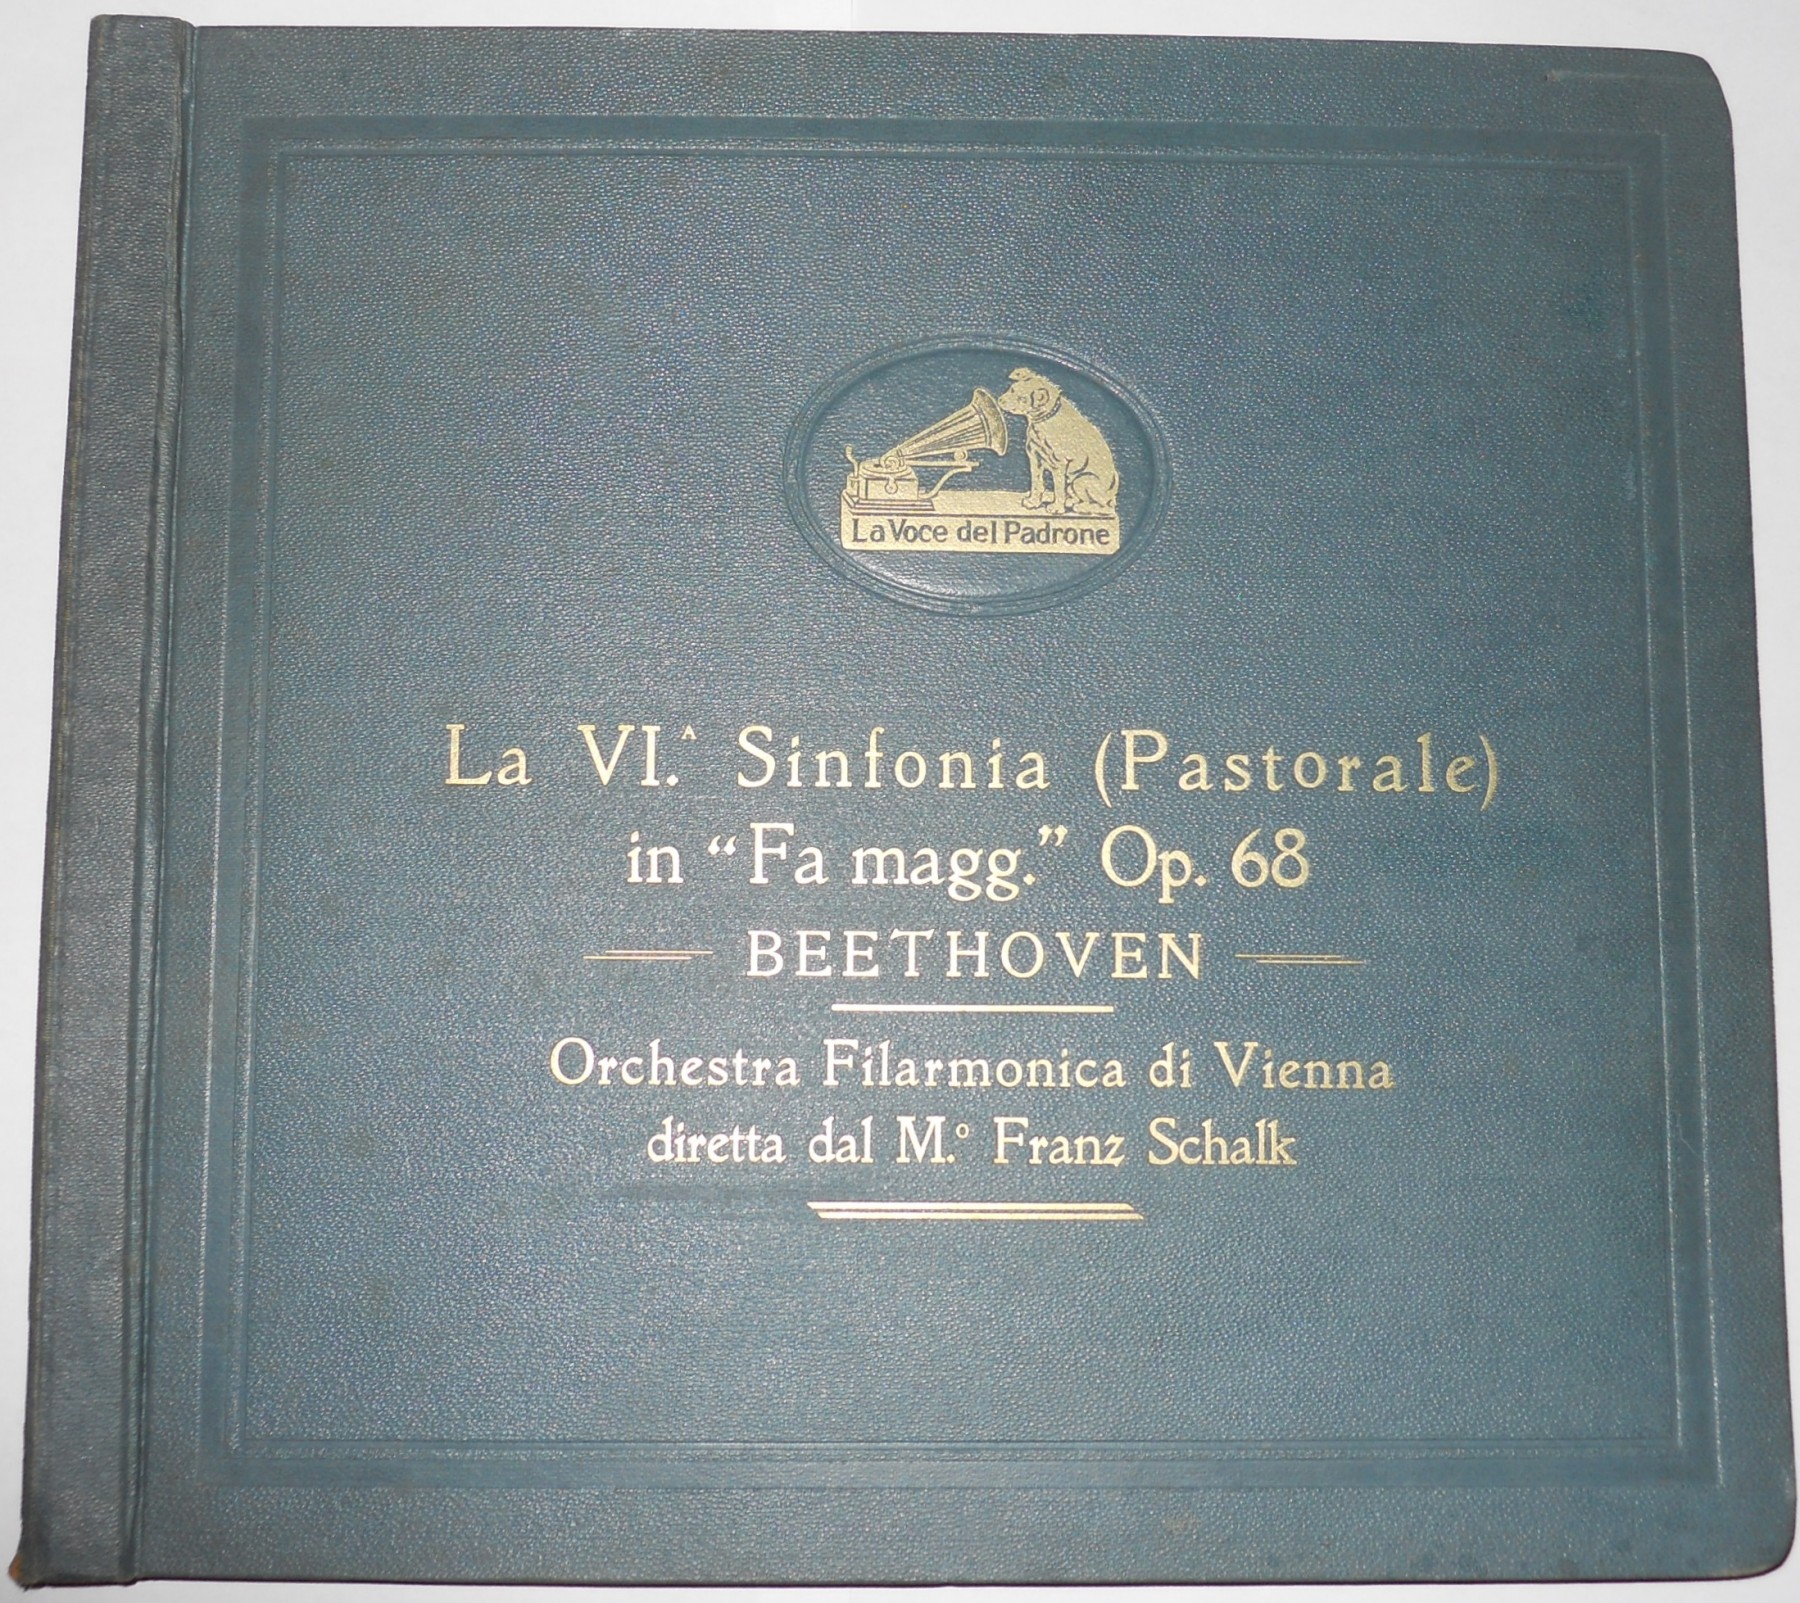 La Voce del Padrone
La VI.ᴬ Sinfonia (Pastorale)
in “Fa magg.” Op. 68
BEETHOVEN
Orchestra Filarmonica di Vienna
diretta dal M.º Franz Schalk